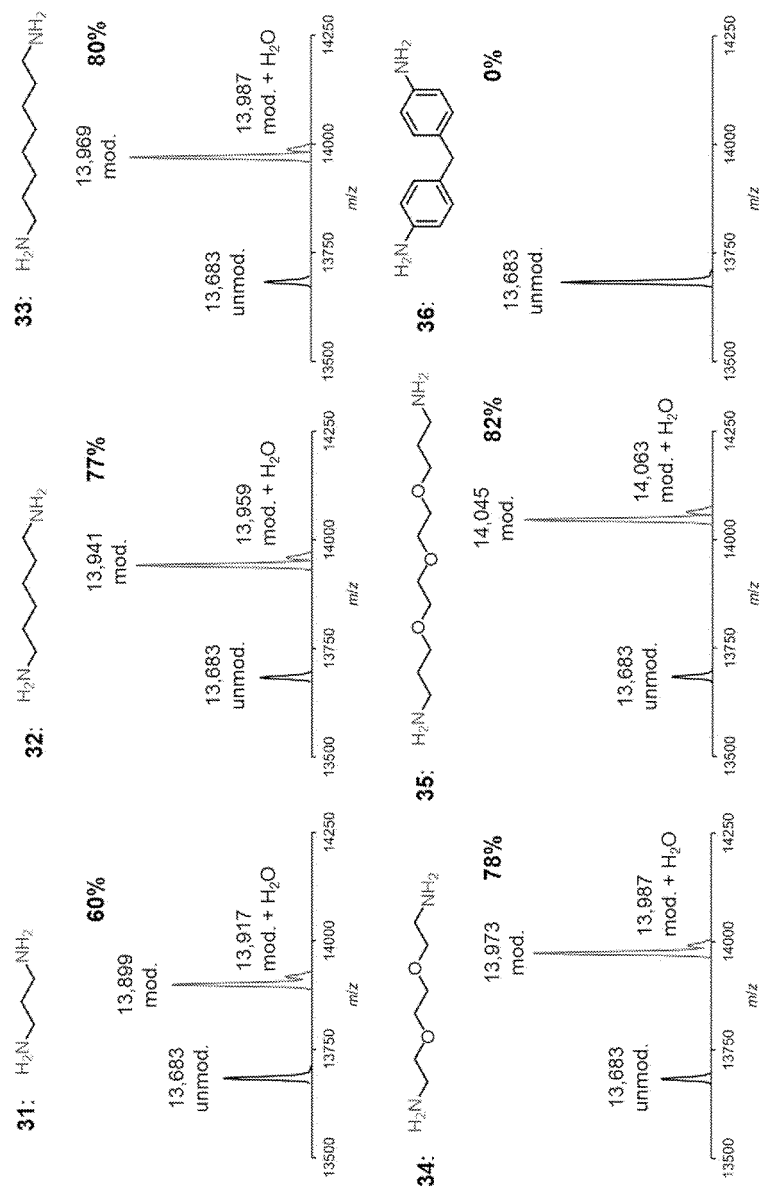 31:
H₂N
NH₂
60%
13,899
mod.
13,917
mod. + H₂O
13,683
unmod.
13500
13750
14000
14250
m/z
32:
H₂N
NH₂
77%
13,941
mod.
13,959
mod. + H₂O
13,683
unmod.
13500
13750
14000
14250
m/z
33:
H₂N
NH₂
80%
13,969
mod.
13,987
mod. + H₂O
13,683
unmod.
13500
13750
14000
14250
m/z
34:
H₂N
O
O
NH₂
78%
13,973
mod.
13,987
mod. + H₂O
13,683
unmod.
13500
13750
14000
14250
m/z
35:
H₂N
O
O
O
NH₂
82%
14,045
mod.
14,063
mod. + H₂O
13,683
unmod.
13500
13750
14000
14250
m/z
36:
H₂N
NH₂
0%
13,683
unmod.
13500
13750
14000
14250
m/z